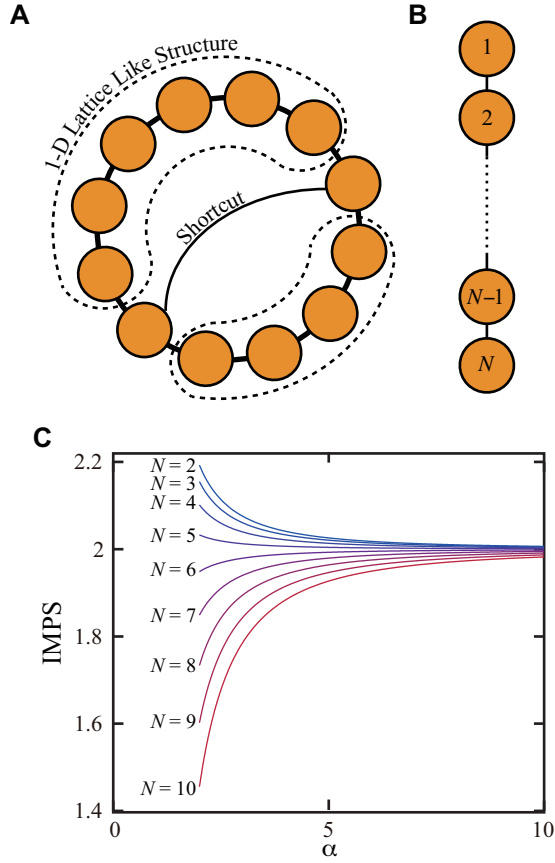 A
1-D Lattice Like Structure
Shortcut
B
1
2
N–1
N
C
2.2
2
1.8
1.6
1.4
IMPS
N = 2
N = 3
N = 4
N = 5
N = 6
N = 7
N = 8
N = 9
N = 10
0
5
10
α